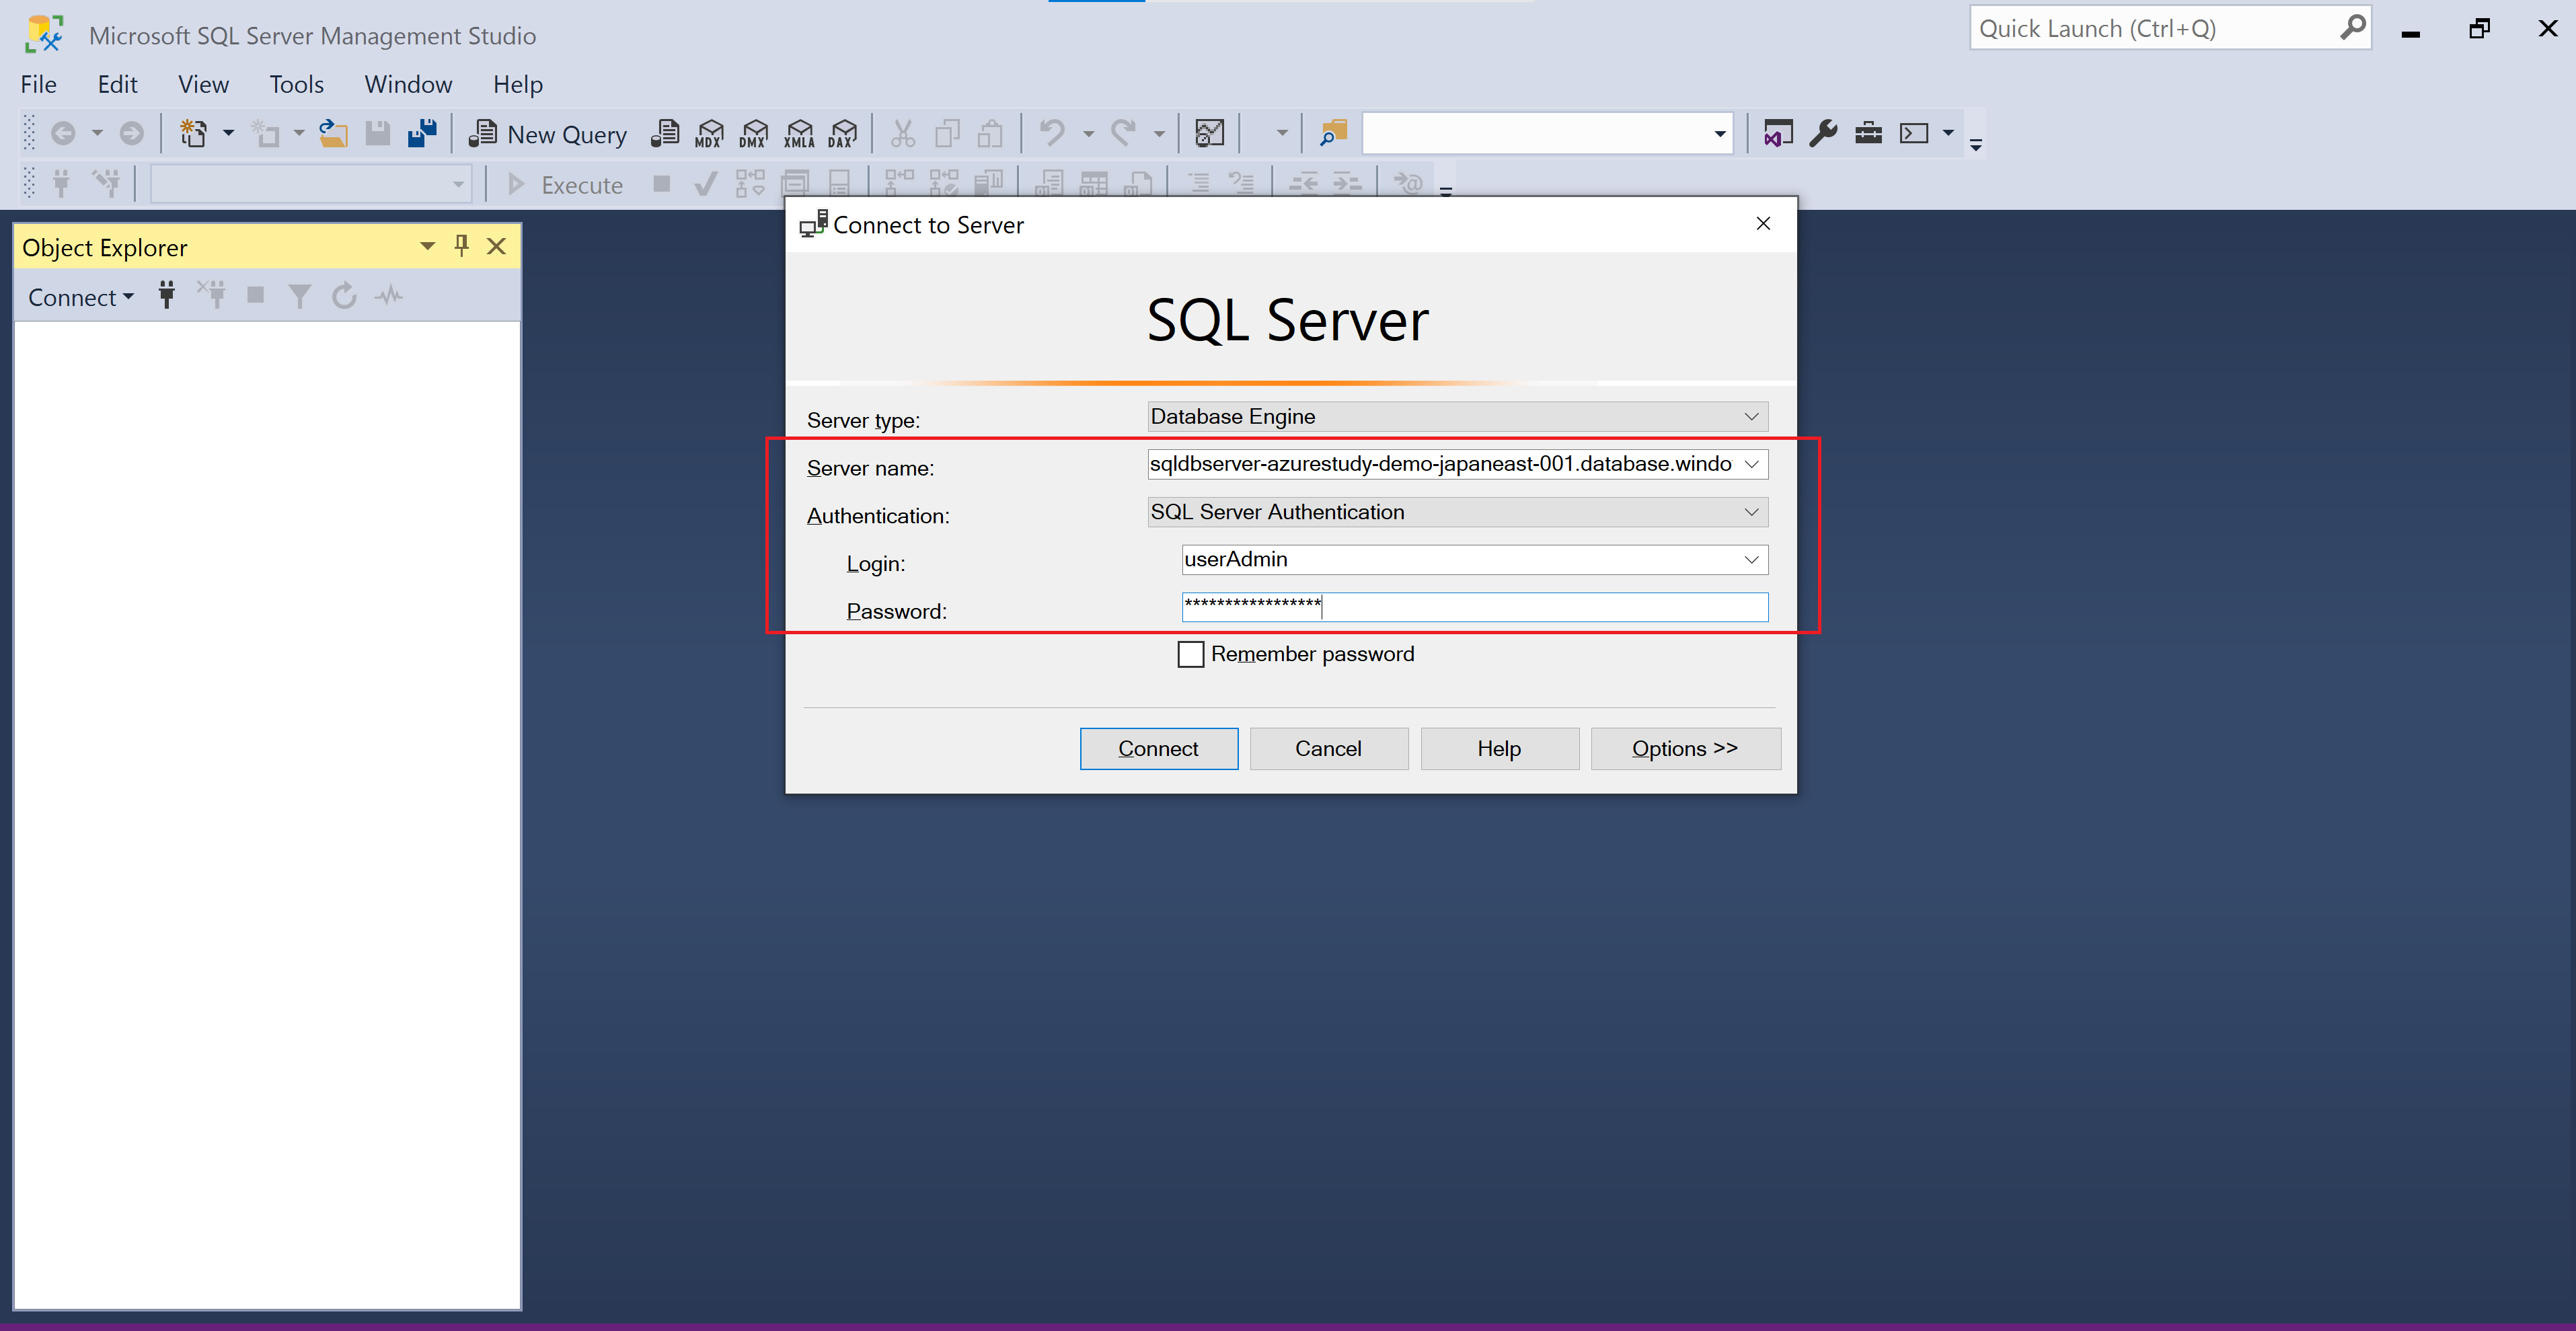 Microsoft SQL Server Management Studio
Quick Launch (Ctrl+Q)
File Edit View Tools Window Help
New Query MDX DMX XMLA DAX
Execute
Object Explorer
Connect
Connect to Server
SQL Server
Server type: Database Engine
Server name: sqldbserver-azurestudy-demo-japaneast-001.database.windo
Authentication: SQL Server Authentication
Login: userAdmin
Password: *****************
Remember password
Connect Cancel Help Options >>